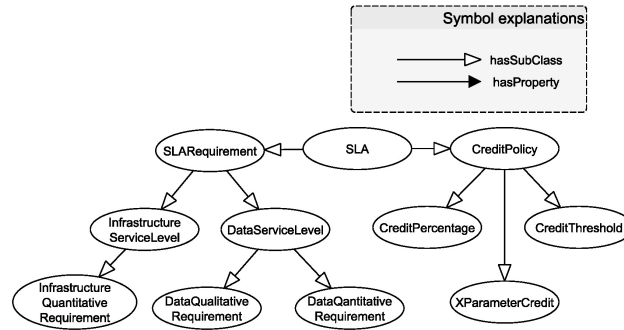 Symbol explanations
hasSubClass
hasProperty
SLARequirement
SLA
CreditPolicy
Infrastructure
ServiceLevel
DataServiceLevel
CreditPercentage
CreditThreshold
Infrastructure
Quantitative
Requirement
DataQualitative
Requirement
DataQantitative
Requirement
XParameterCredit